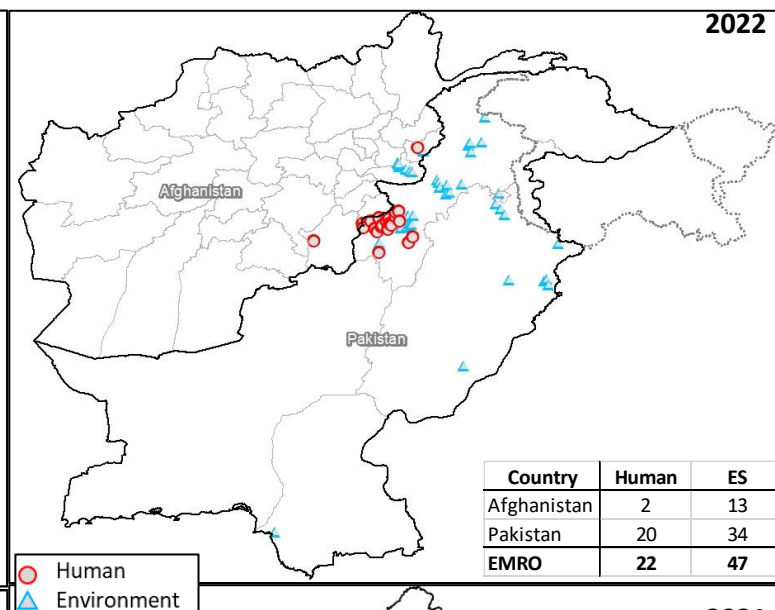 2022
Afghanistan
Pakistan
Country Human ES
Afghanistan 2 13
Pakistan 20 34
EMRO 22 47
Human
Environment